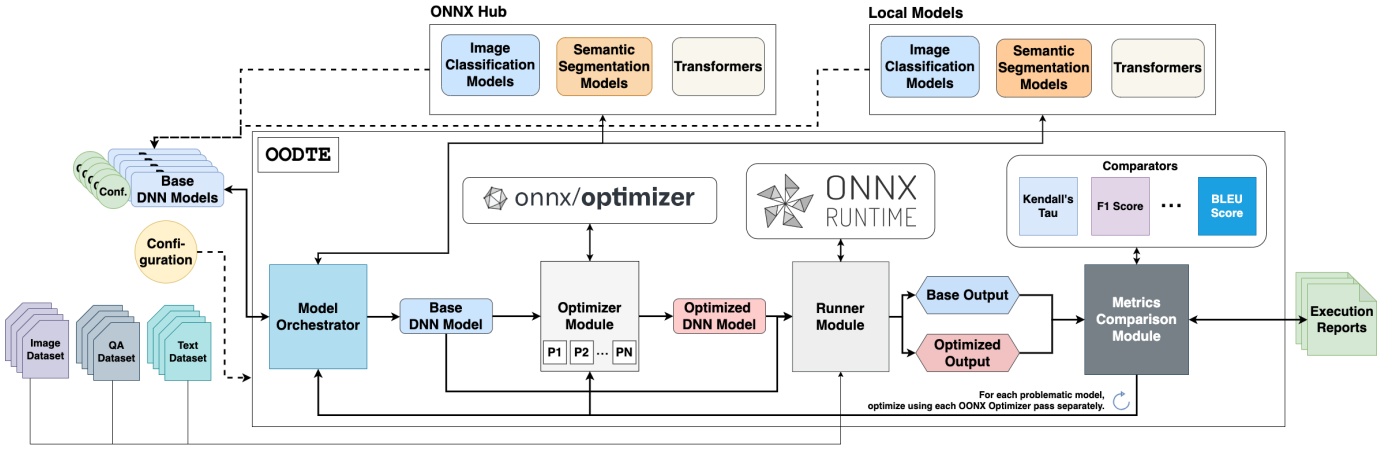 ONNX Hub
Image
Classification
Models
Semantic
Segmentation
Models
Transformers
Local Models
Image
Classification
Models
Semantic
Segmentation
Models
Transformers
OODTE
Conf.
Base
DNN Models
Confi-
guration
onnx/optimizer
ONNX
RUNTIME
Comparators
Kendall's
Tau
F1 Score
...
BLEU
Score
Model
Orchestrator
Base
DNN Model
Optimizer
Module
P1
P2
...
PN
Optimized
DNN Model
Runner
Module
Base Output
Optimized
Output
Metrics
Comparison
Module
Execution
Reports
Image
Dataset
QA
Dataset
Text
Dataset
For each problematic model,
optimize using each OONX Optimizer pass separately.